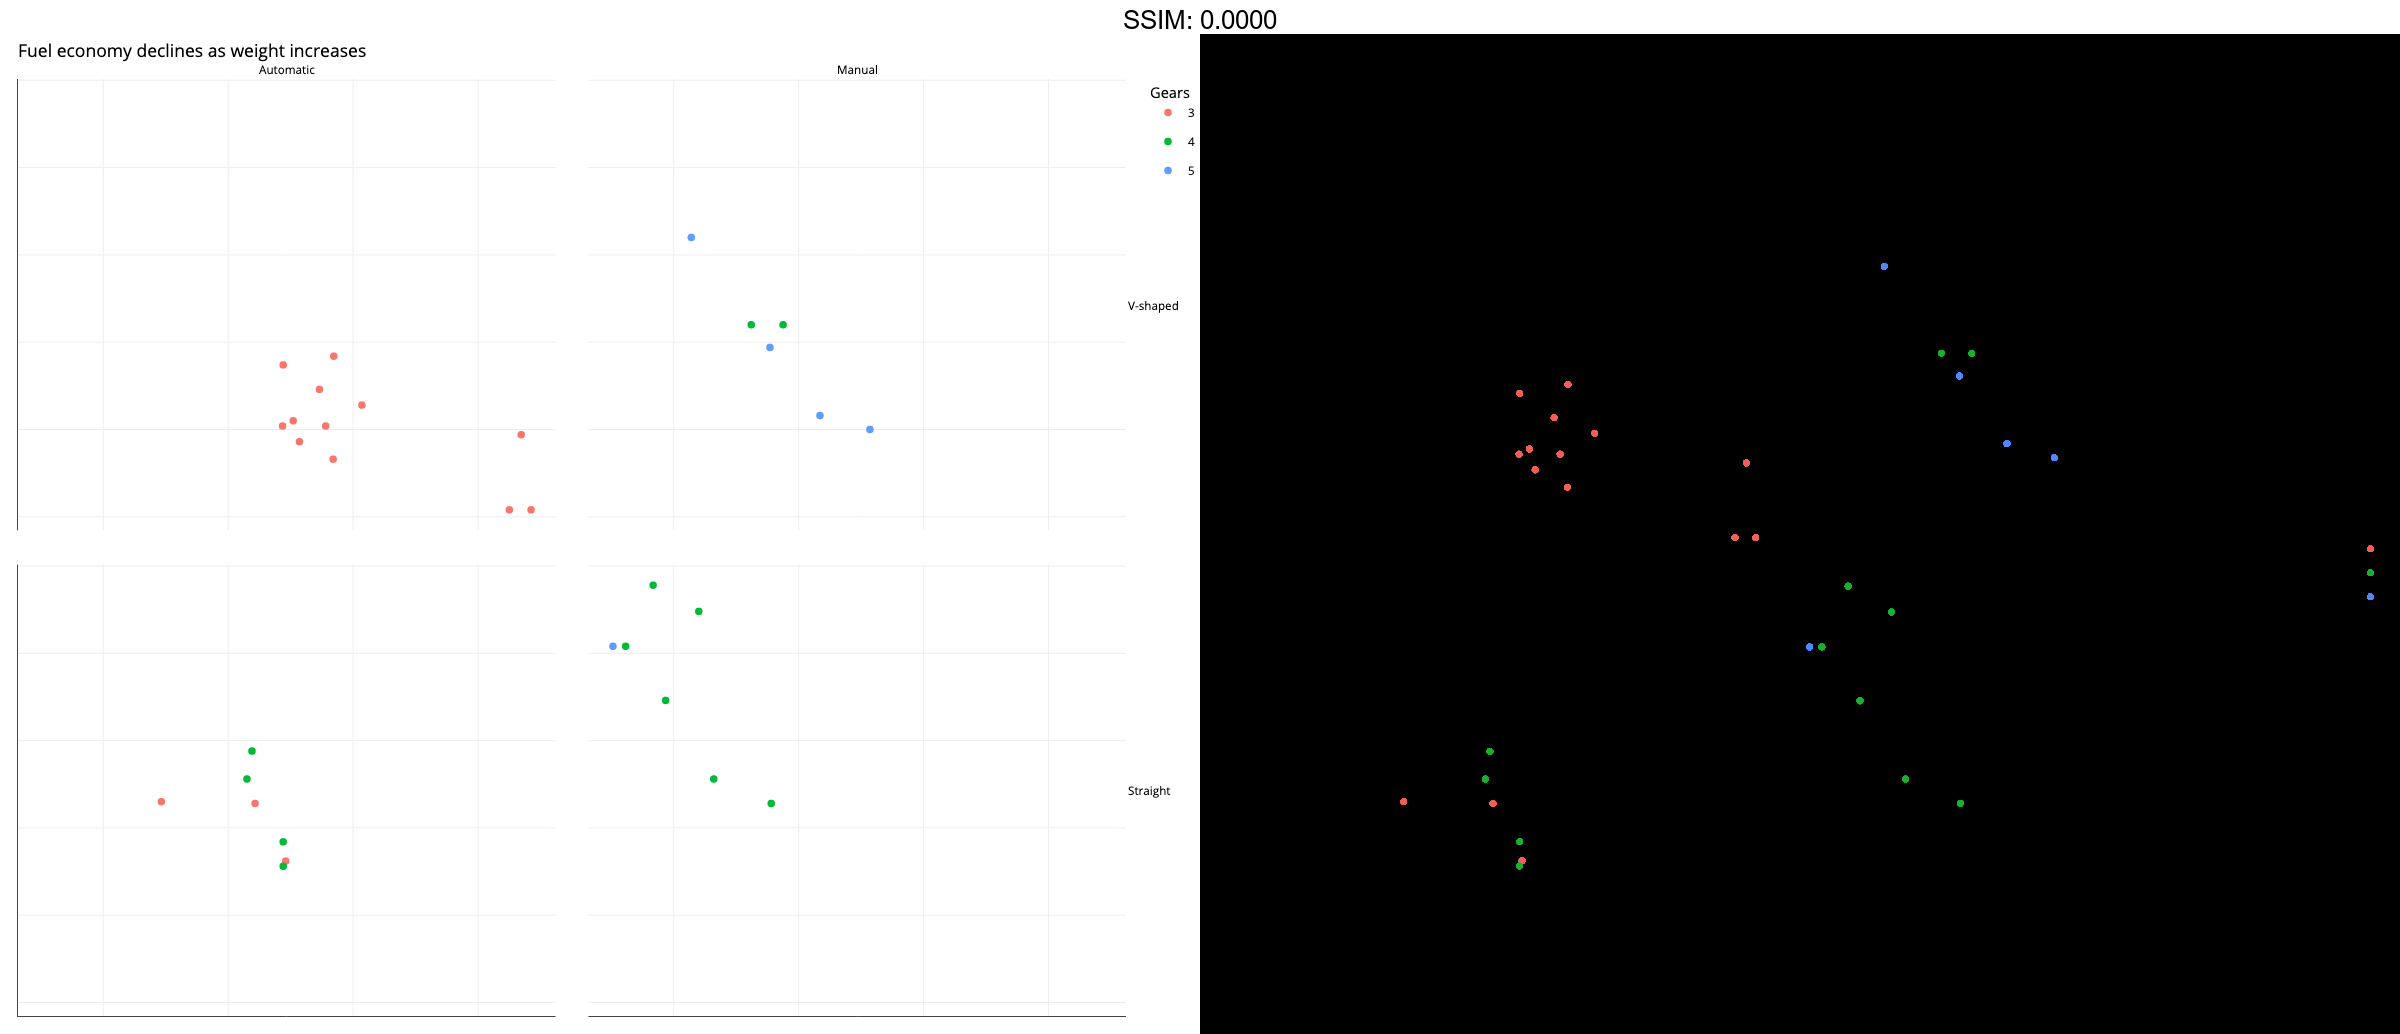 SSIM: 0.0000
Fuel economy declines as weight increases
Automatic
Manual
Gears
3
4
5
V-shaped
Straight